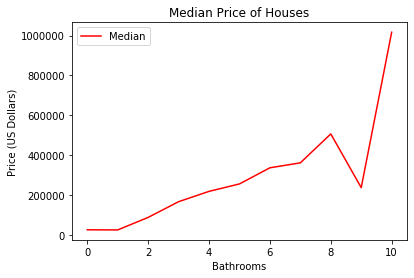 Median Price of Houses
Median
1000000
800000
600000
400000
200000
0
Price (US Dollars)
0 2 4 6 8 10
Bathrooms